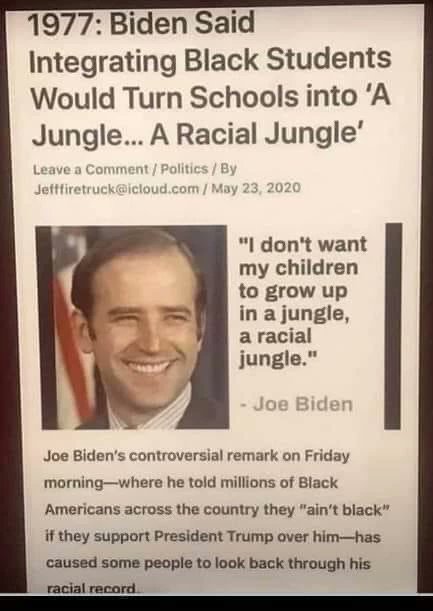 1977: Biden Said
Integrating Black Students
Would Turn Schools into ‘A
Jungle... A Racial Jungle’
Leave a Comment / Politics / By
Jefffiretruck@icloud.com / May 23, 2020
"I don't want
my children
to grow up
in a jungle,
a racial
jungle."
- Joe Biden
Joe Biden's controversial remark on Friday
morning—where he told millions of Black
Americans across the country they "ain't black"
if they support President Trump over him—has
caused some people to look back through his
racial record.